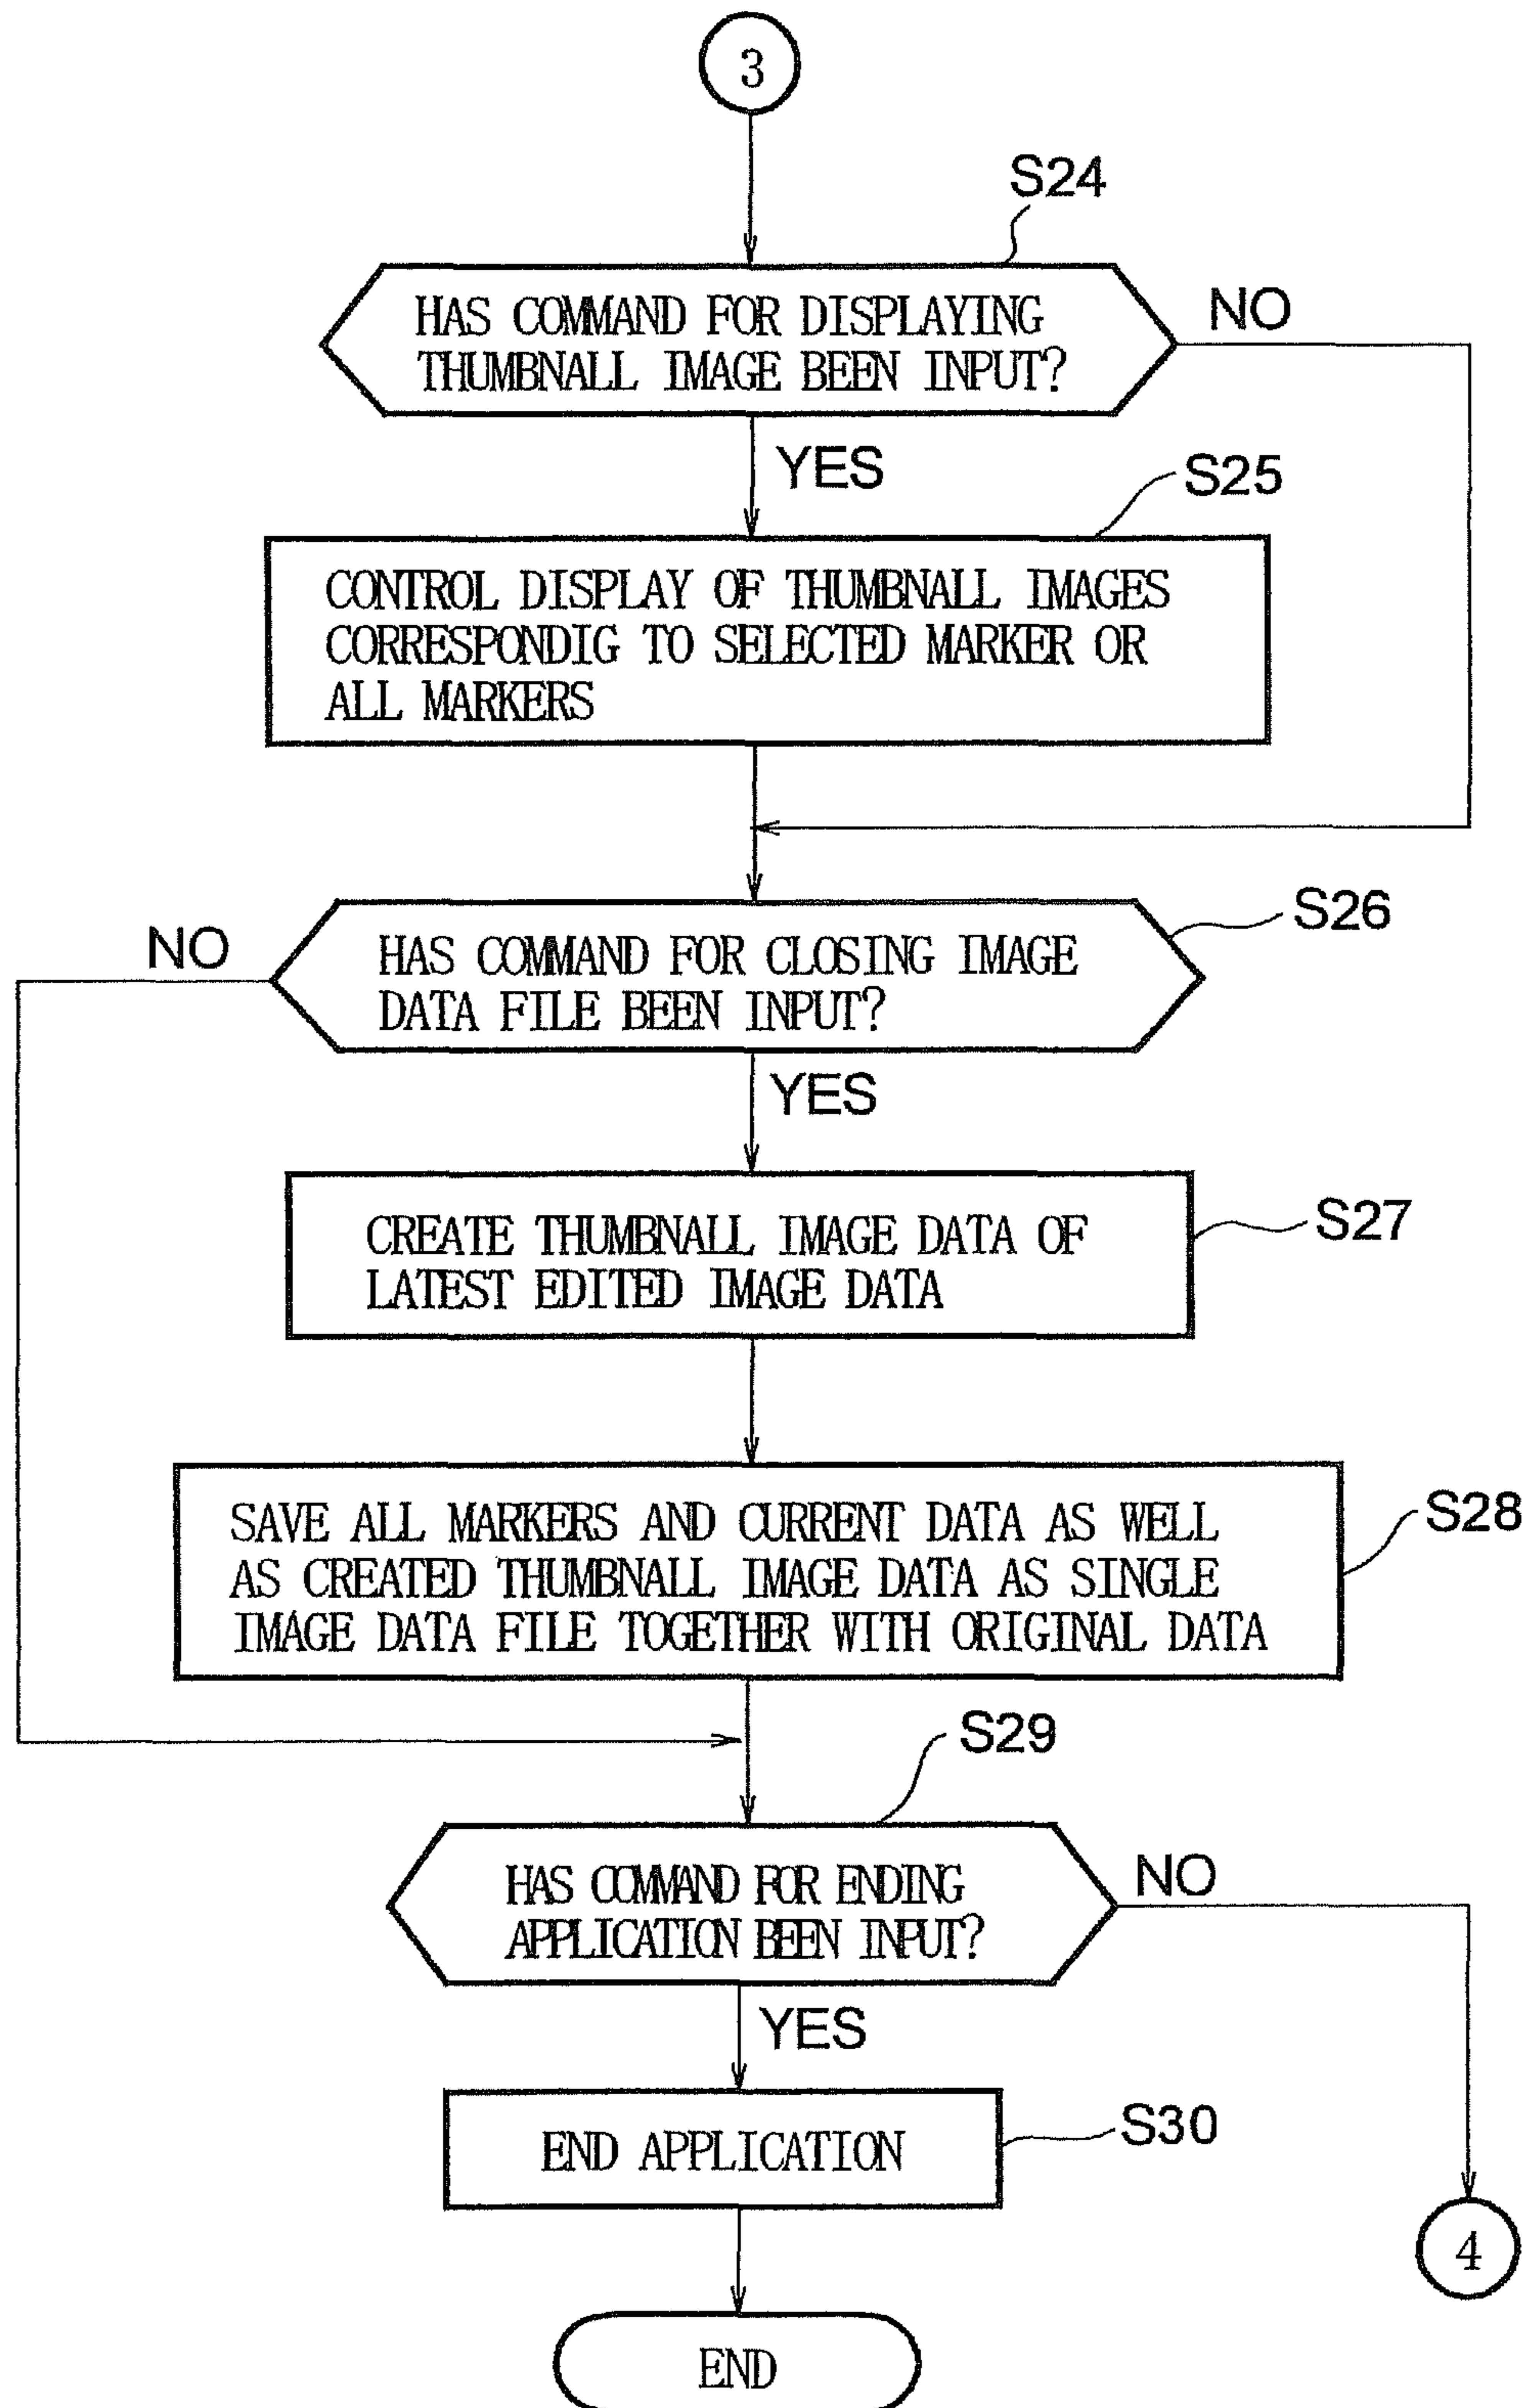 3
S24
HAS COMMAND FOR DISPLAYING
THUMBNALL IMAGE BEEN INPUT?
NO
YES
S25
CONTROL DISPLAY OF THUMBNALL IMAGES
CORRESPONDIG TO SELECTED MARKER OR
ALL MARKERS
S26
NO
HAS COMMAND FOR CLOSING IMAGE
DATA FILE BEEN INPUT?
YES
S27
CREATE THUMBNALL IMAGE DATA OF
LATEST EDITED IMAGE DATA
S28
SAVE ALL MARKERS AND CURRENT DATA AS WELL
AS CREATED THUMBNALL IMAGE DATA AS SINGLE
IMAGE DATA FILE TOGETHER WITH ORIGINAL DATA
S29
HAS COMMAND FOR ENDING
APPLICATION BEEN INPUT?
NO
YES
S30
END APPLICATION
4
END